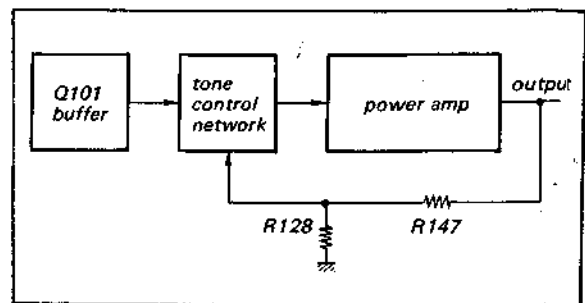 Q101
buffer
tone
control
network
power amp
output
R128
R147